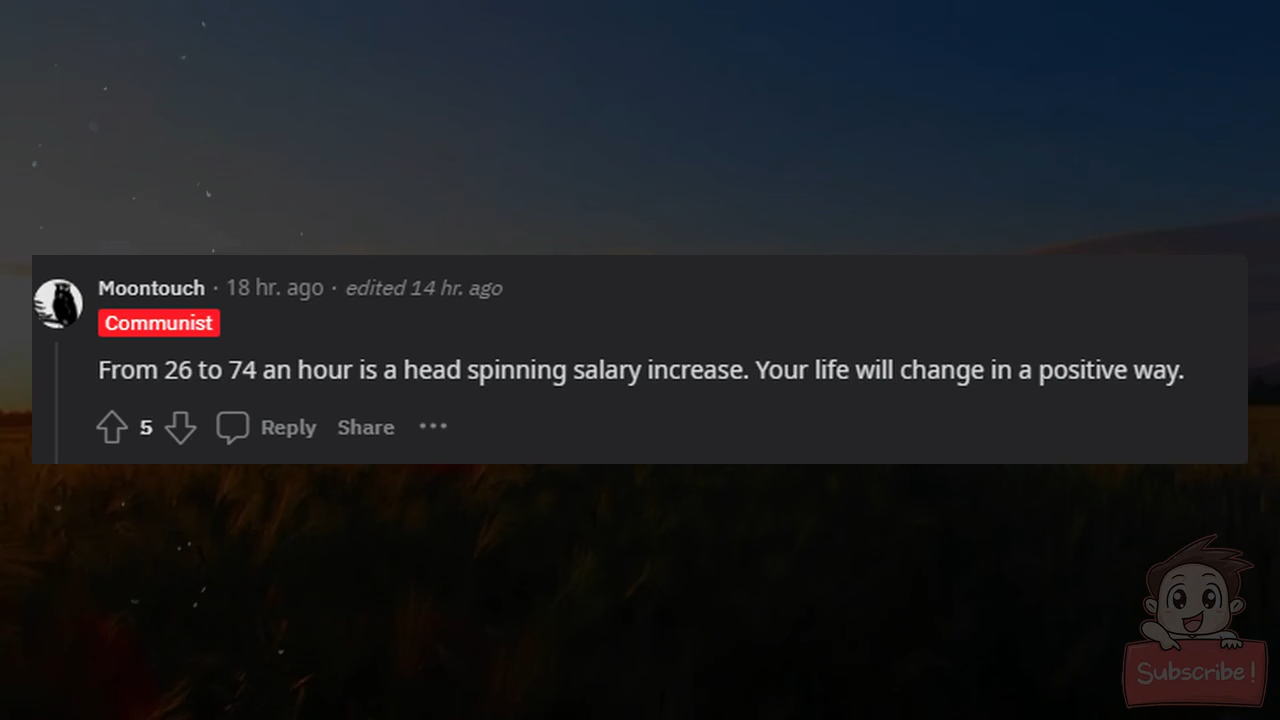 Moontouch · 18 hr. ago · edited 14 hr. ago
Communist
From 26 to 74 an hour is a head spinning salary increase. Your life will change in a positive way.
5 Reply Share ···
Subscribe!